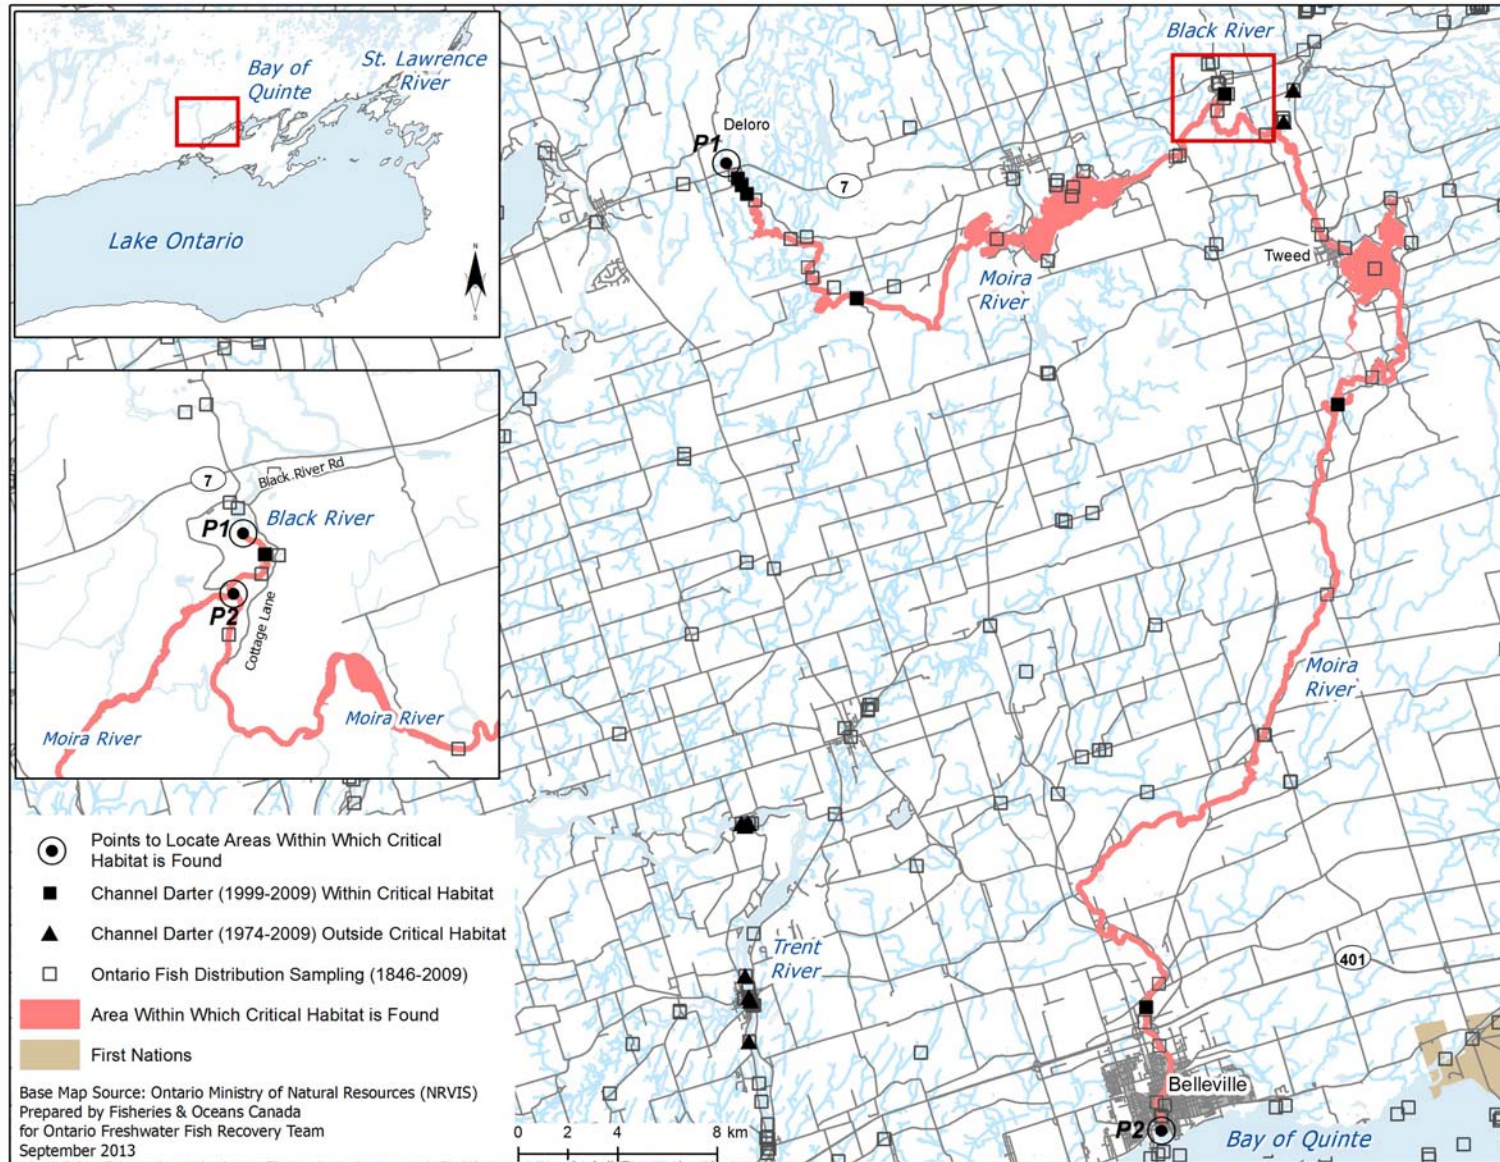 Bay of
Quinte
St. Lawrence
River
Lake Ontario
N
S
7
Black River Rd
P1
Black River
P2
Cottage Lane
Moira River
Moira River
Black River
Deloro
P1
7
Moira
River
Tweed
Moira
River
Trent
River
401
Belleville
P2
Bay of Quinte
Points to Locate Areas Within Which Critical
Habitat is Found
Channel Darter (1999-2009) Within Critical Habitat
Channel Darter (1974-2009) Outside Critical Habitat
Ontario Fish Distribution Sampling (1846-2009)
Area Within Which Critical Habitat is Found
First Nations
Base Map Source: Ontario Ministry of Natural Resources (NRVIS)
Prepared by Fisheries & Oceans Canada
for Ontario Freshwater Fish Recovery Team
September 2013
0 2 4 8 km